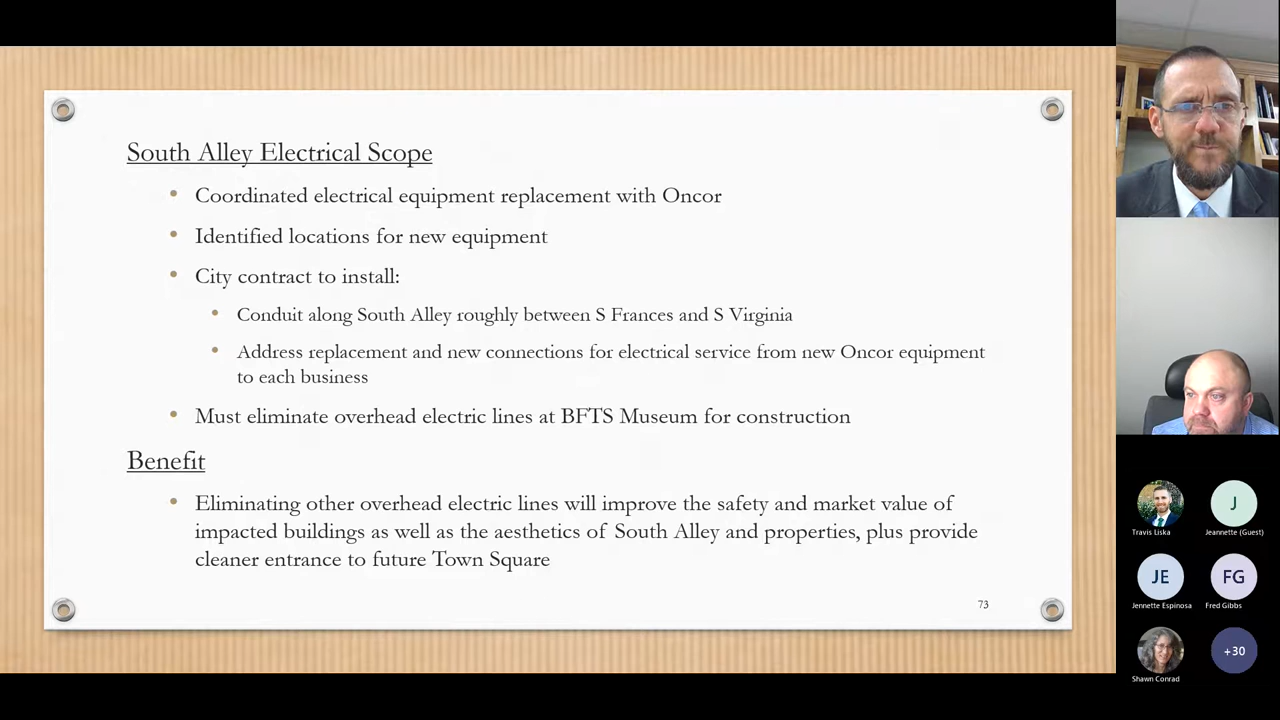 South Alley Electrical Scope
• Coordinated electrical equipment replacement with Oncor
• Identified locations for new equipment
• City contract to install:
• Conduit along South Alley roughly between S Frances and S Virginia
• Address replacement and new connections for electrical service from new Oncor equipment
to each business
• Must eliminate overhead electric lines at BFTS Museum for construction
Benefit
• Eliminating other overhead electric lines will improve the safety and market value of
impacted buildings as well as the aesthetics of South Alley and properties, plus provide
cleaner entrance to future Town Square
73
J
Travis Liska
Jeannette (Guest)
JE
FG
Jennette Espinosa
Fred Gibbs
+30
Shawn Conrad